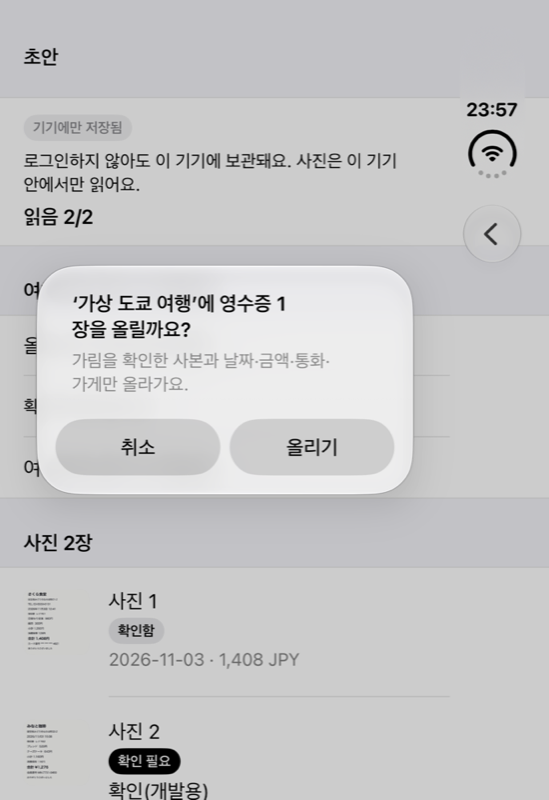 초안
23:57
기기에만 저장됨
로그인하지 않아도 이 기기에 보관돼요. 사진은 이 기기
안에서만 읽어요.
읽음 2/2
‘가상 도쿄 여행’에 영수증 1
장을 올릴까요?
가림을 확인한 사본과 날짜·금액·통화·
가게만 올라가요.
취소
올리기
사진 2장
사진 1
확인함
2026-11-03 · 1,408 JPY
사진 2
확인 필요
확인(개발용)